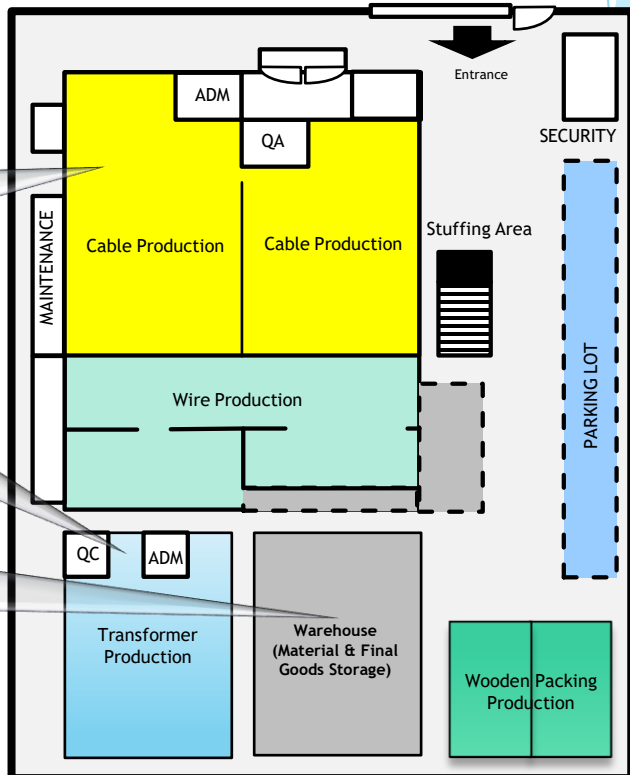 Entrance
ADM
SECURITY
QA
MAINTENANCE
Cable Production
Cable Production
Stuffing Area
PARKING LOT
Wire Production
QC
ADM
Transformer
Production
Warehouse
(Material & Final
Goods Storage)
Wooden Packing
Production